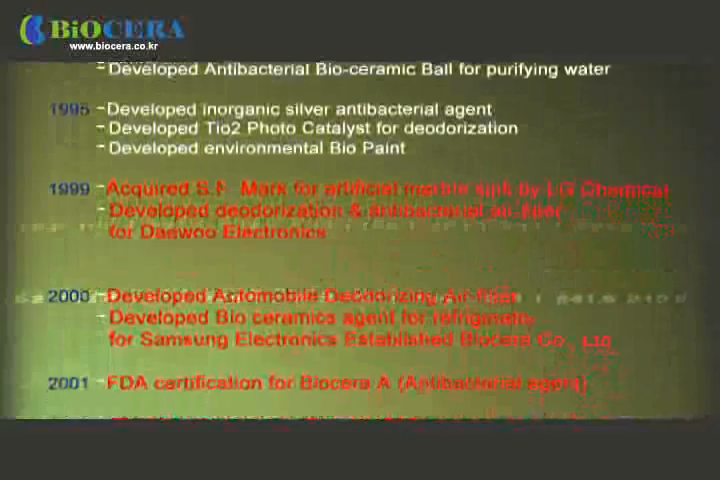 BiOCERA
www.biocera.co.kr
-Developed Antibacterial Bio-ceramic Ball for purifying water
1995 -Developed inorganic silver antibacterial agent
-Developed Tio2 Photo Catalyst for deodorization
-Developed environmental Bio Paint
1999 -Acquired S.F. Mark for artificial marble sink by LG Chemical
-Developed deodorization & antibacterial air-filter
for Daewoo Electronics
2000 -Developed Automobile Deodorizing Air-filter
-Developed Bio ceramics agent for refrigerator
for Samsung Electronics Established Biocera Co., Ltd.
2001 -FDA certification for Biocera A (Antibacterial agent)